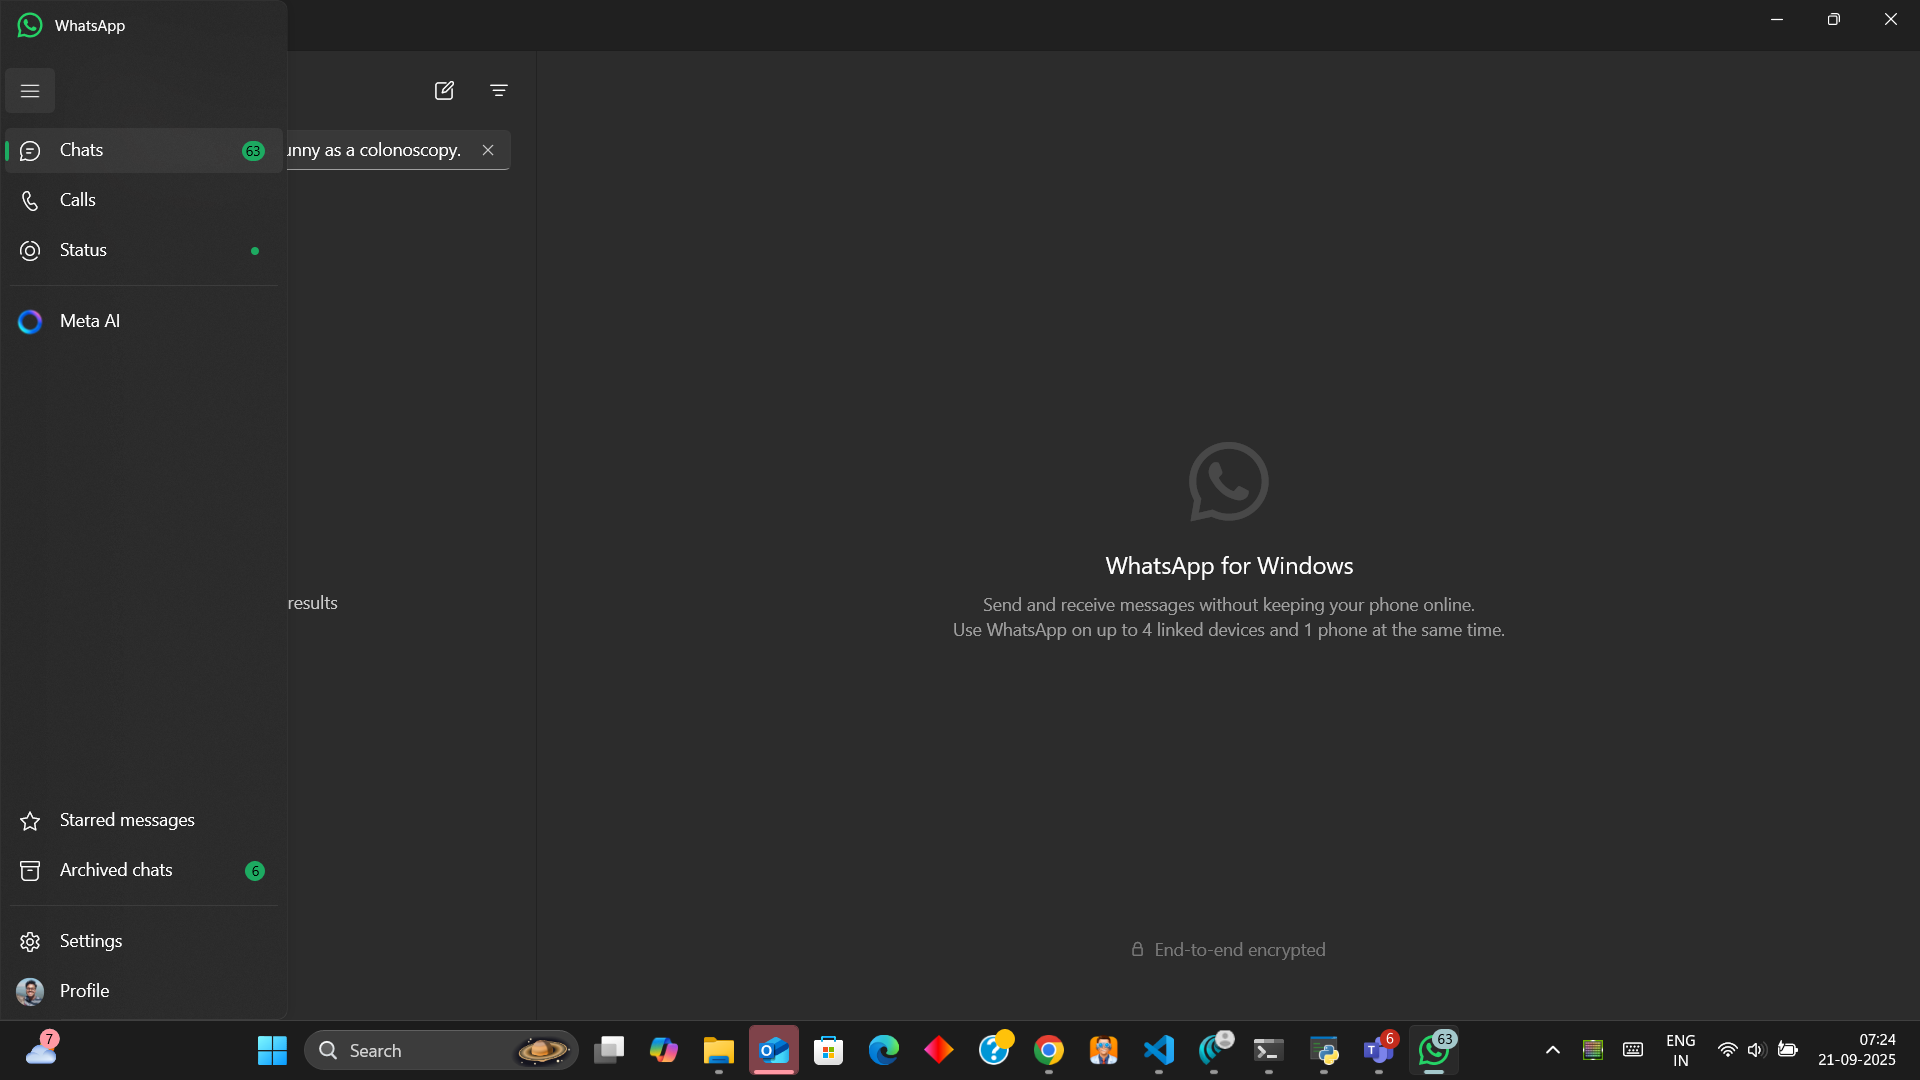 WhatsApp
Chats 63
unny as a colonoscopy.
Calls
Status
Meta AI
results
WhatsApp for Windows
Send and receive messages without keeping your phone online.
Use WhatsApp on up to 4 linked devices and 1 phone at the same time.
Starred messages
Archived chats 6
Settings
End-to-end encrypted
Profile
7
Search
6
63
ENG
IN
07:24
21-09-2025